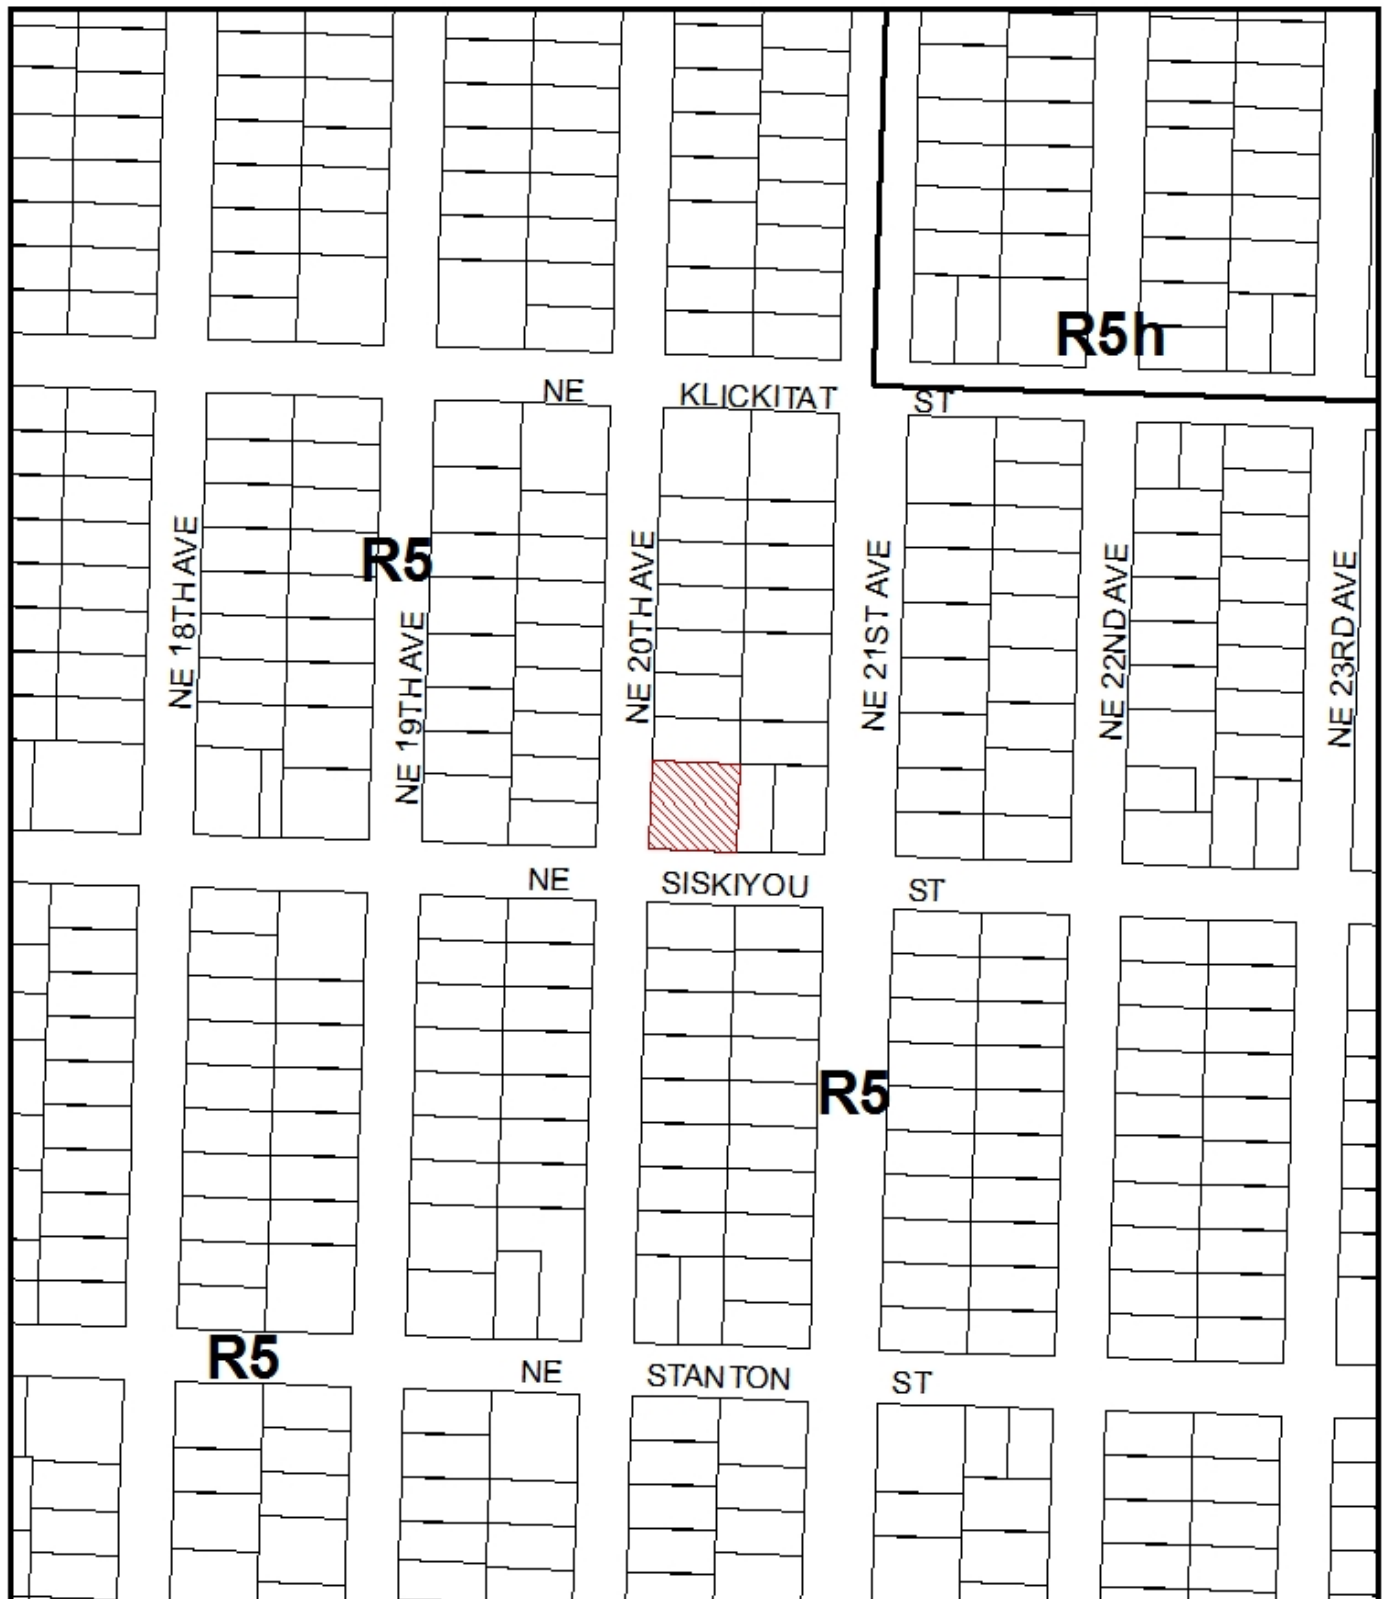 R5h
NE KLICKITAT ST
R5
NE 18TH AVE
NE 19TH AVE
NE 20TH AVE
NE 21ST AVE
NE 22ND AVE
NE 23RD AVE
NE SISKIYOU ST
R5
R5
NE STANTON ST